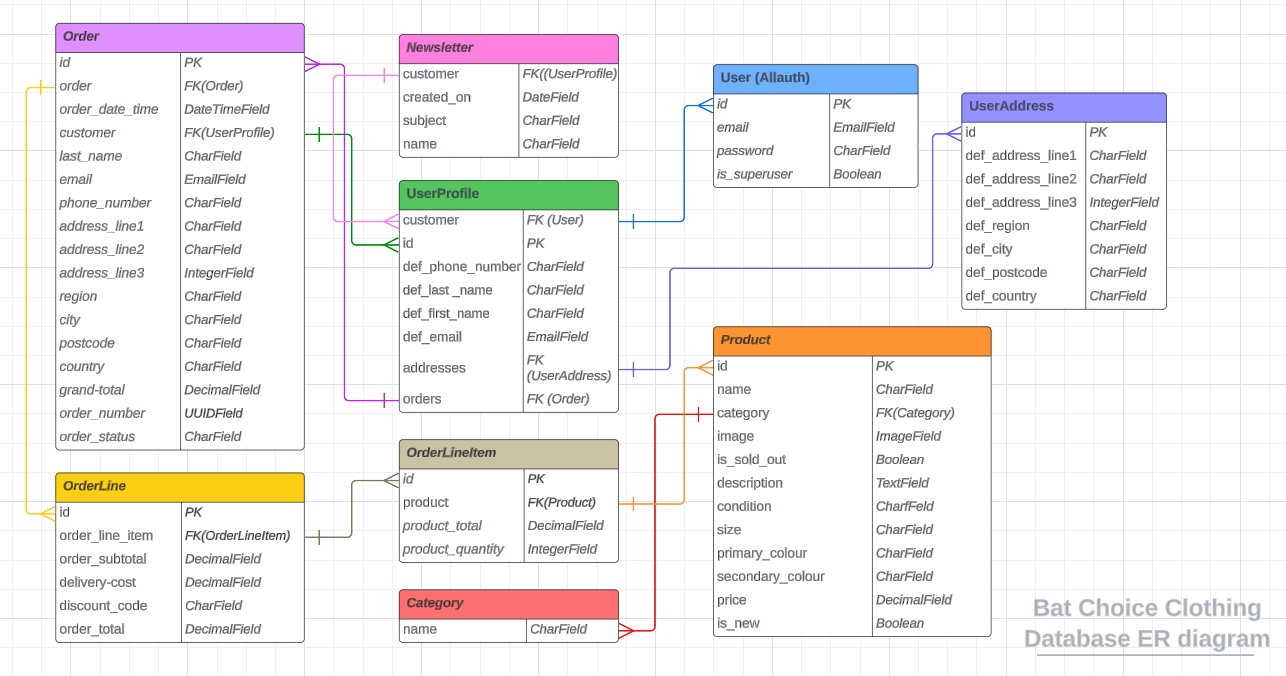 Order
id PK
order FK(Order)
order_date_time DateTimeField
customer FK(UserProfile)
last_name CharField
email EmailField
phone_number CharField
address_line1 CharField
address_line2 CharField
address_line3 IntegerField
region CharField
city CharField
postcode CharField
country CharField
grand-total DecimalField
order_number UUIDField
order_status CharField
OrderLine
id PK
order_line_item FK(OrderLineItem)
order_subtotal DecimalField
delivery-cost DecimalField
discount_code CharField
order_total DecimalField
Newsletter
customer FK((UserProfile)
created_on DateField
subject CharField
name CharField
UserProfile
customer FK (User)
id PK
def_phone_number CharField
def_last _name CharField
def_first_name CharField
def_email EmailField
addresses FK
(UserAddress)
orders FK (Order)
OrderLineItem
id PK
product FK(Product)
product_total DecimalField
product_quantity IntegerField
Category
name CharField
User (Allauth)
id PK
email EmailField
password CharField
is_superuser Boolean
UserAddress
id PK
def_address_line1 CharField
def_address_line2 CharField
def_address_line3 IntegerField
def_region CharField
def_city CharField
def_postcode CharField
def_country CharField
Product
id PK
name CharField
category FK(Category)
image ImageField
is_sold_out Boolean
description TextField
condition CharfFeld
size CharField
primary_colour CharField
secondary_colour CharField
price DecimalField
is_new Boolean
Bat Choice Clothing
Database ER diagram